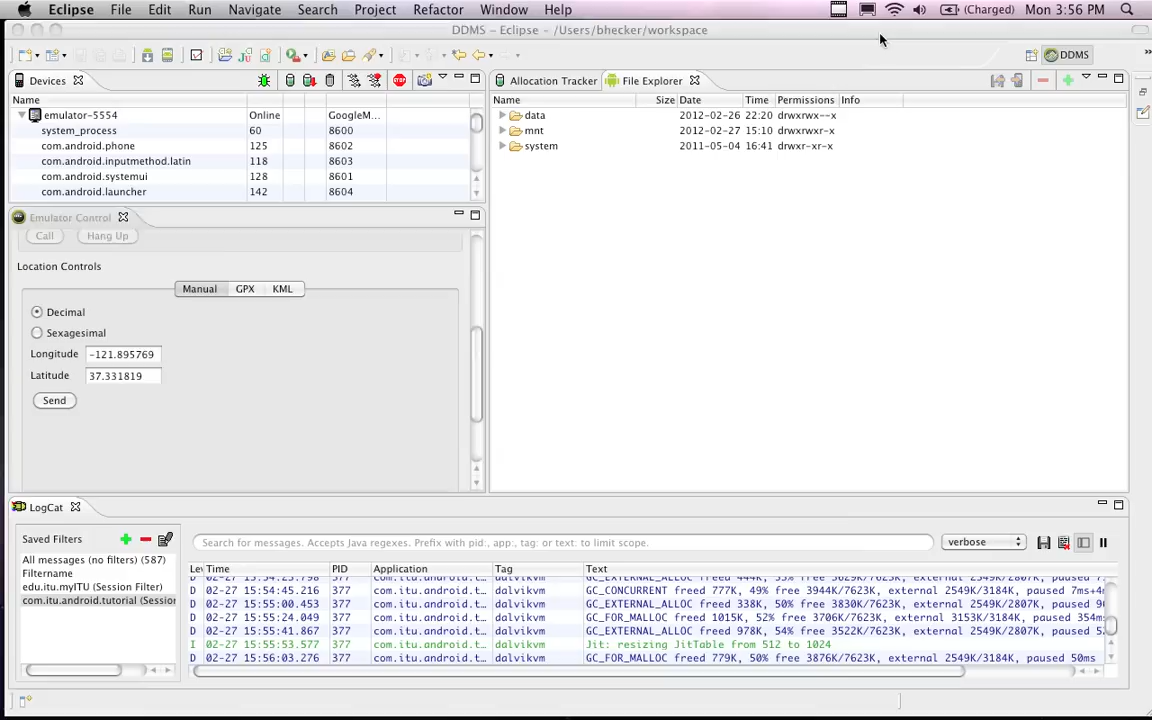 Eclipse File Edit Run Navigate Search Project Refactor Window Help (Charged) Mon 3:56 PM
DDMS – Eclipse – /Users/bhecker/workspace
DDMS
Devices
Name
emulator-5554 Online GoogleM...
system_process 60 8600
com.android.phone 125 8602
com.android.inputmethod.latin 118 8603
com.android.systemui 128 8601
com.android.launcher 142 8604
Allocation Tracker File Explorer
Name Size Date Time Permissions Info
data 2012-02-26 22:20 drwxrwx--x
mnt 2012-02-27 15:10 drwxrwxr-x
system 2011-05-04 16:41 drwxr-xr-x
Emulator Control
Call Hang Up
Location Controls
Manual GPX KML
Decimal
Sexagesimal
Longitude -121.895769
Latitude 37.331819
Send
LogCat
Saved Filters
All messages (no filters) (587)
Filtername
edu.itu.myITU (Session Filter)
com.itu.android.tutorial (Session
Search for messages. Accepts Java regexes. Prefix with pid:, app:, tag: or text: to limit scope.
verbose
Time PID Application Tag Text
D 02-27 15:54:45.216 377 com.itu.android.t... dalvikvm GC_CONCURRENT freed 777K, 49% free 3944K/7623K, external 2549K/3184K, paused 7ms+4
D 02-27 15:55:00.453 377 com.itu.android.t... dalvikvm GC_EXTERNAL_ALLOC freed 338K, 50% free 3830K/7623K, external 2549K/2807K, paused
D 02-27 15:55:24.049 377 com.itu.android.t... dalvikvm GC_FOR_MALLOC freed 1015K, 52% free 3706K/7623K, external 3153K/3184K, paused 354m
D 02-27 15:55:41.867 377 com.itu.android.t... dalvikvm GC_EXTERNAL_ALLOC freed 978K, 54% free 3522K/7623K, external 2549K/2807K, paused
I 02-27 15:55:53.577 377 com.itu.android.t... dalvikvm Jit: resizing JitTable from 512 to 1024
D 02-27 15:56:03.276 377 com.itu.android.t... dalvikvm GC_FOR_MALLOC freed 779K, 50% free 3876K/7623K, external 2549K/3184K, paused 50ms